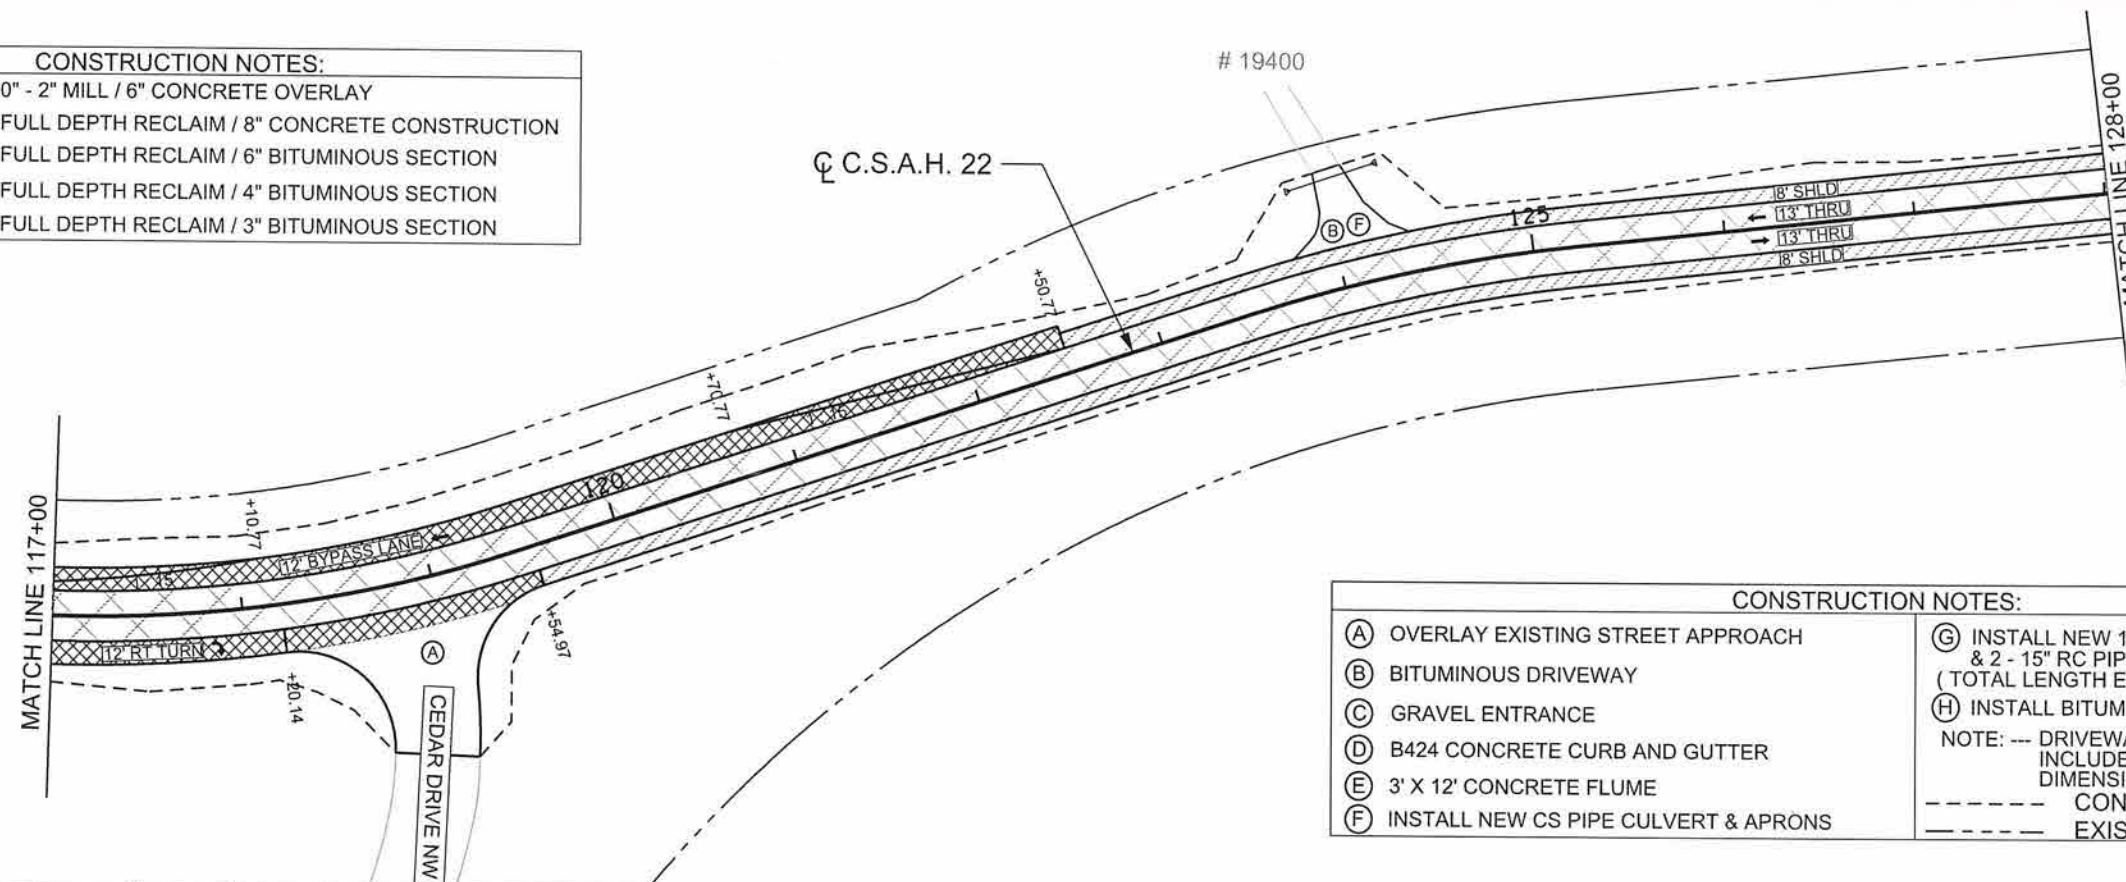 CONSTRUCTION NOTES:
0" - 2" MILL / 6" CONCRETE OVERLAY
FULL DEPTH RECLAIM / 8" CONCRETE CONSTRUCTION
FULL DEPTH RECLAIM / 6" BITUMINOUS SECTION
FULL DEPTH RECLAIM / 4" BITUMINOUS SECTION
FULL DEPTH RECLAIM / 3" BITUMINOUS SECTION
# 19400
℄ C.S.A.H. 22
B F
125
8' SHLD
13' THRU
13' THRU
8' SHLD
MATCH LINE 128+00
+50.77
+70.77
1:15
120
+10.77
12' BYPASS LANE
1:15
12' RT TURN
MATCH LINE 117+00
+20.14
+54.97
A
CEDAR DRIVE NW
CONSTRUCTION NOTES:
A OVERLAY EXISTING STREET APPROACH
B BITUMINOUS DRIVEWAY
C GRAVEL ENTRANCE
D B424 CONCRETE CURB AND GUTTER
E 3' X 12' CONCRETE FLUME
F INSTALL NEW CS PIPE CULVERT & APRONS
G INSTALL NEW 1
& 2 - 15" RC PIP
( TOTAL LENGTH E
H INSTALL BITUM
NOTE: --- DRIVEWA
INCLUDE
DIMENSI
CON
EXIS